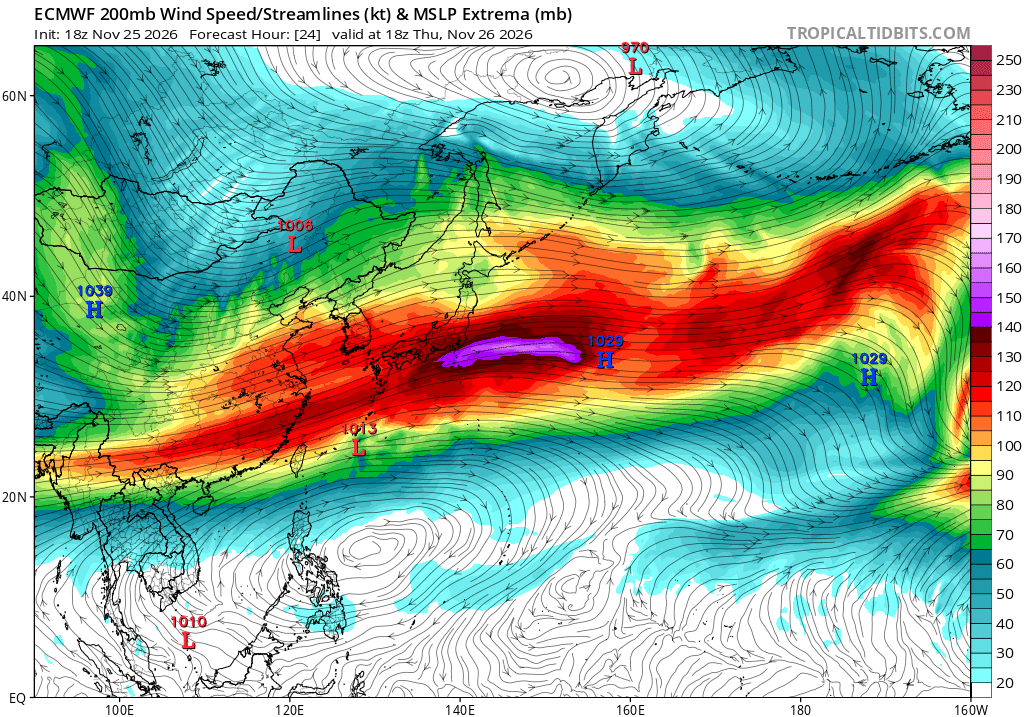 ECMWF 200mb Wind Speed/Streamlines (kt) & MSLP Extrema (mb)
Init: 18z Nov 25 2026 Forecast Hour: [24] valid at 18z Thu, Nov 26 2026
TROPICALTIDBITS.COM
970
L
250
60N
230
210
200
190
180
1008
L
170
160
1039
H
40N
150
140
1029
H
1029
H
130
120
110
1013
L
100
90
20N
80
70
60
50
1010
L
40
30
20
EQ
100E
120E
140E
160E
180
160W